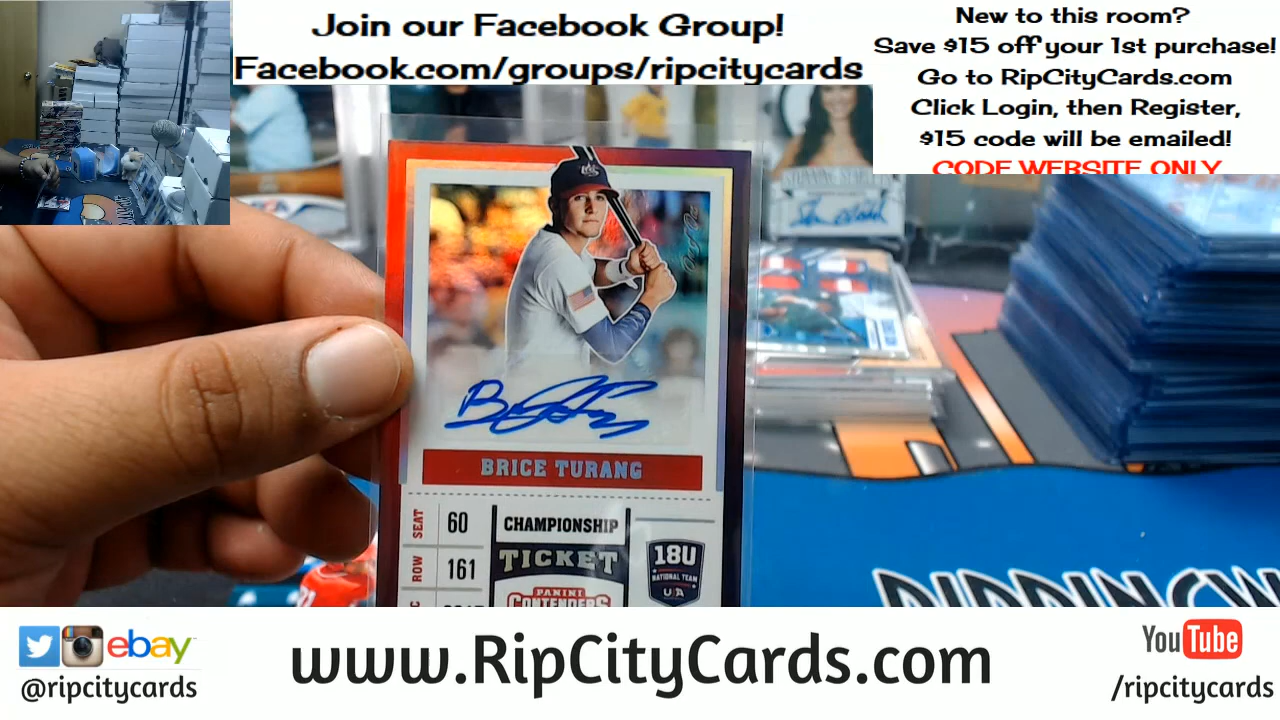 Join our Facebook Group!
Facebook.com/groups/ripcitycards
New to this room?
Save $15 off your 1st purchase!
Go to RipCityCards.com
Click Login, then Register,
$15 code will be emailed!
CODE WEBSITE ONLY
BRICE TURANG
SEAT 60
ROW 161
CHAMPIONSHIP
TICKET
PANINI
CONTENDERS
18U
NATIONAL TEAM
USA
ebay
@ripcitycards
www.RipCityCards.com
YouTube
/ripcitycards